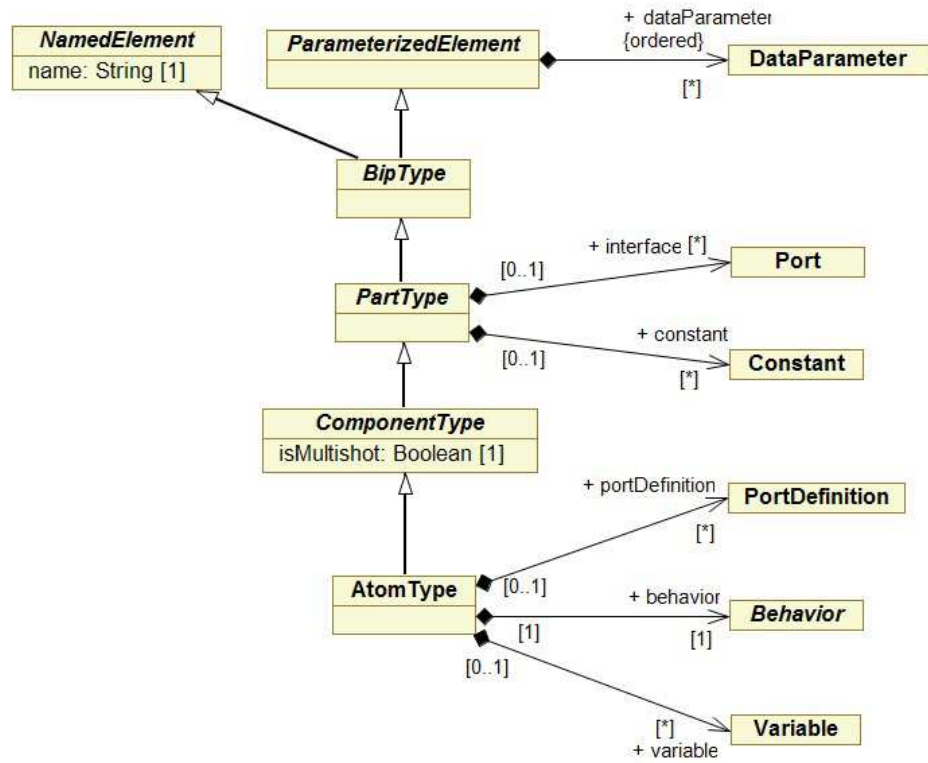 NamedElement
name: String [1]
ParameterizedElement
+ dataParameter
{ordered}
[*]
DataParameter
BipType
PartType
[0..1]
+ interface [*]
Port
[0..1]
+ constant
[*]
Constant
ComponentType
isMultishot: Boolean [1]
AtomType
[0..1]
+ portDefinition
[*]
PortDefinition
[1]
+ behavior
[1]
Behavior
[0..1]
[*]
+ variable
Variable